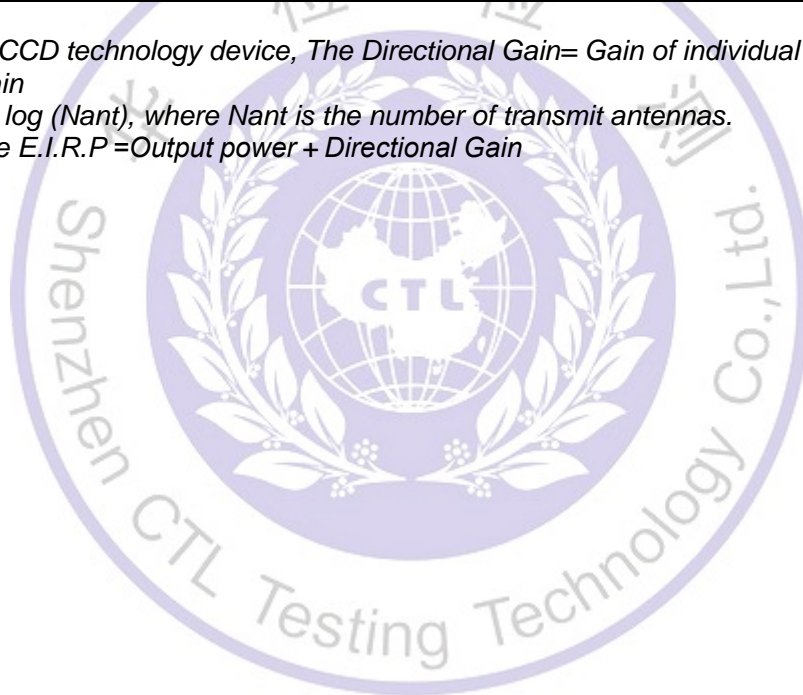 CCD technology device, The Directional Gain= Gain of individual
ain
log (Nant), where Nant is the number of transmit antennas.
e E.I.R.P =Output power + Directional Gain
CTL
Shenzhen CTL Testing Technology Co., Ltd.